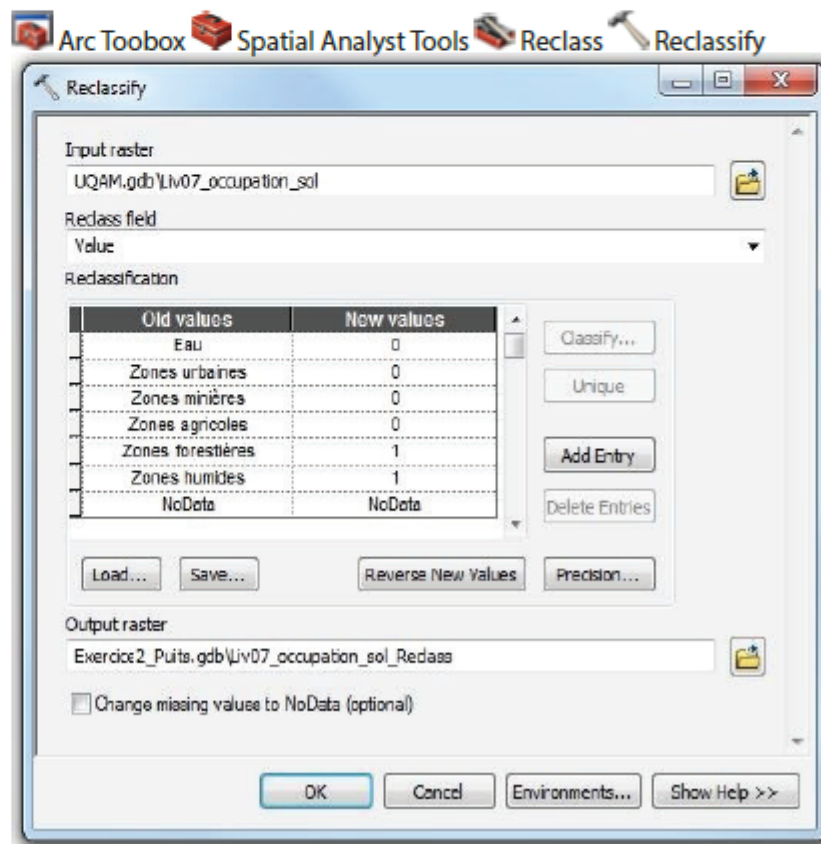 Arc Toobox Spatial Analyst Tools Reclass Reclassify
Reclassify
Input raster
UQAM.gdb\Liv07_occupation_sol
Reclass field
Value
Reclassification
Old values New values
Eau 0
Zones urbaines 0
Zones minières 0
Zones agricoles 0
Zones forestières 1
Zones humides 1
NoData NoData
Classify...
Unique
Add Entry
Delete Entries
Load... Save... Reverse New Values Precision...
Output raster
Exercice2_Puits.gdb\Liv07_occupation_sol_Reclass
Change missing values to NoData (optional)
OK Cancel Environments... Show Help >>